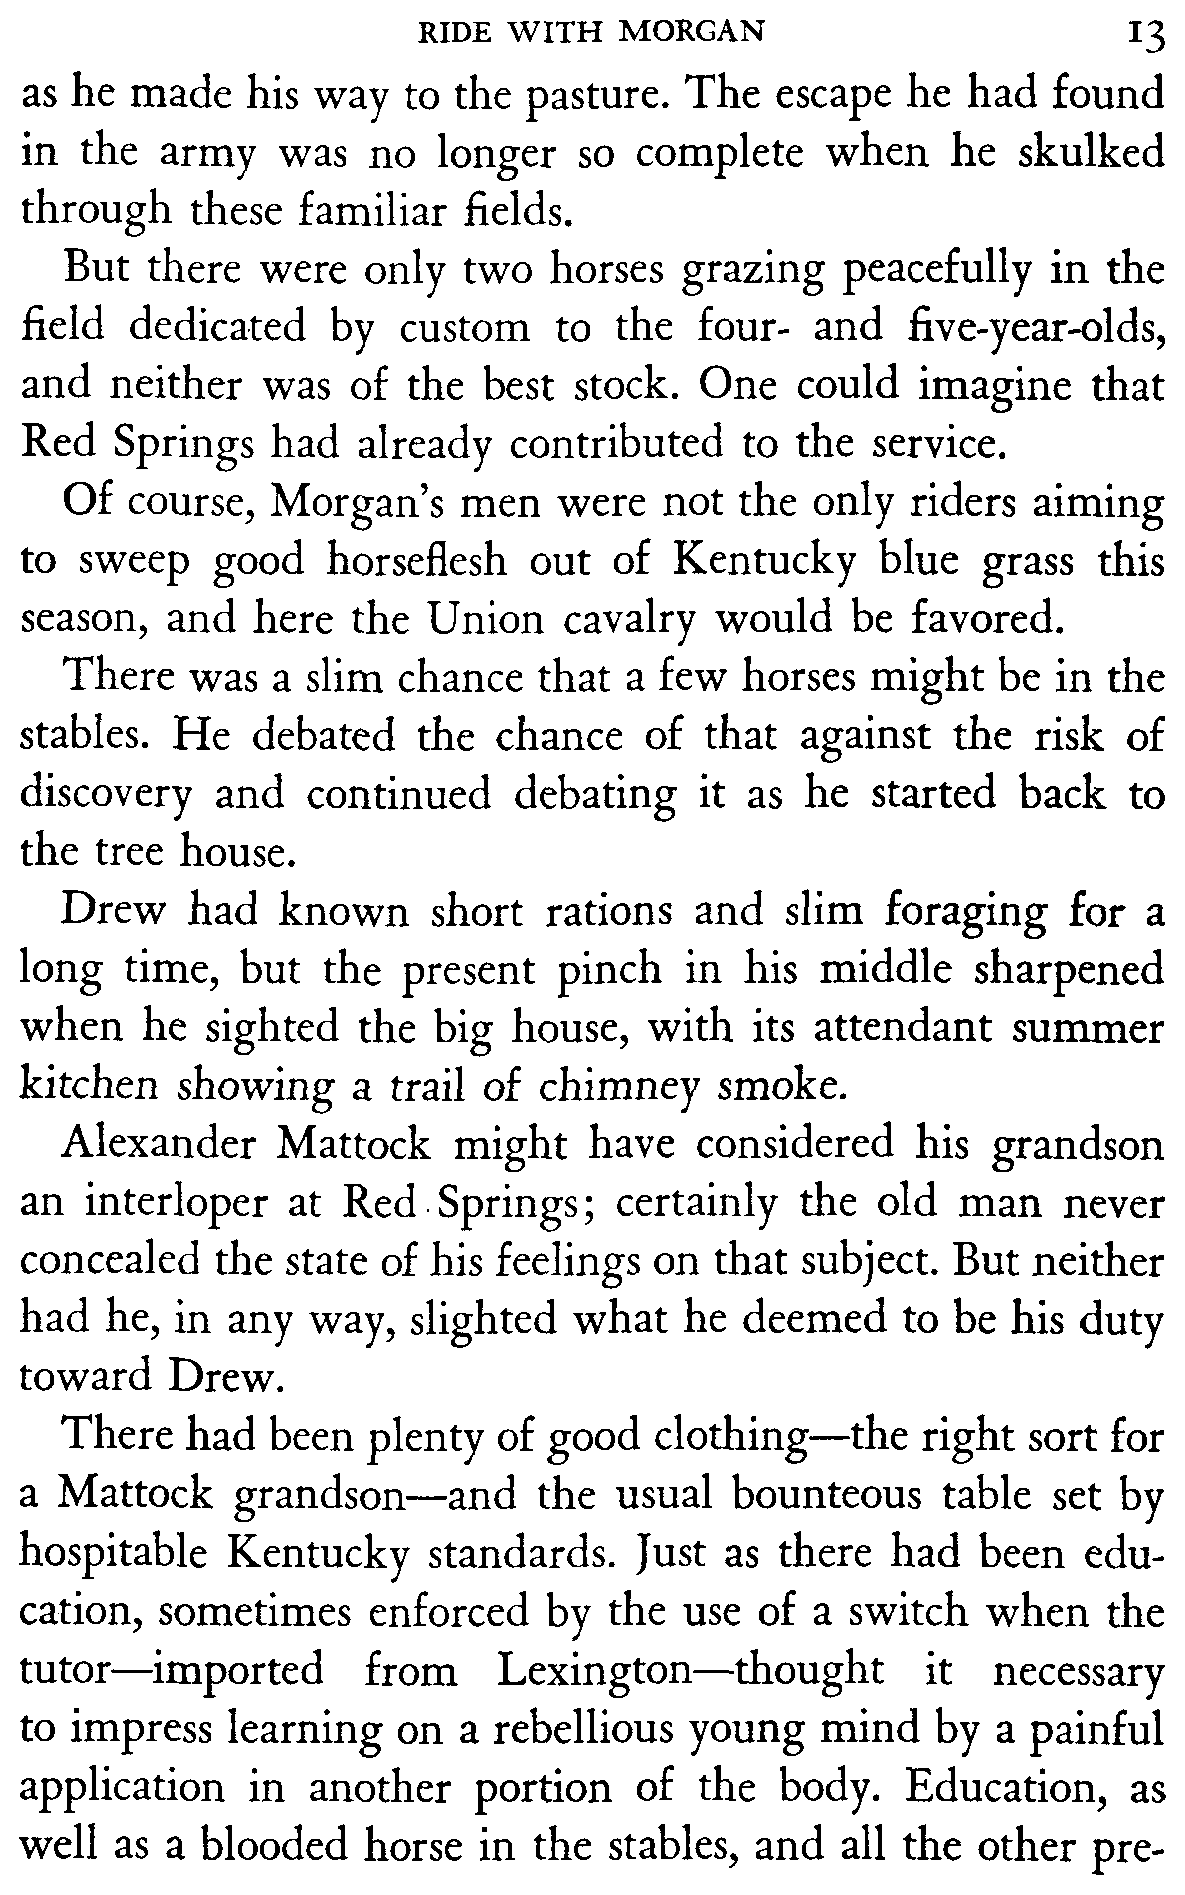 RIDE WITH MORGAN 13
as he made his way to the pasture. The escape he had found
in the army was no longer so complete when he skulked
through these familiar fields.
But there were only two horses grazing peacefully in the
field dedicated by custom to the four- and five-year-olds,
and neither was of the best stock. One could imagine that
Red Springs had already contributed to the service.
Of course, Morgan's men were not the only riders aiming
to sweep good horseflesh out of Kentucky blue grass this
season, and here the Union cavalry would be favored.
There was a slim chance that a few horses might be in the
stables. He debated the chance of that against the risk of
discovery and continued debating it as he started back to
the tree house.
Drew had known short rations and slim foraging for a
long time, but the present pinch in his middle sharpened
when he sighted the big house, with its attendant summer
kitchen showing a trail of chimney smoke.
Alexander Mattock might have considered his grandson
an interloper at Red Springs; certainly the old man never
concealed the state of his feelings on that subject. But neither
had he, in any way, slighted what he deemed to be his duty
toward Drew.
There had been plenty of good clothing—the right sort for
a Mattock grandson—and the usual bounteous table set by
hospitable Kentucky standards. Just as there had been edu-
cation, sometimes enforced by the use of a switch when the
tutor—imported from Lexington—thought it necessary
to impress learning on a rebellious young mind by a painful
application in another portion of the body. Education, as
well as a blooded horse in the stables, and all the other pre-